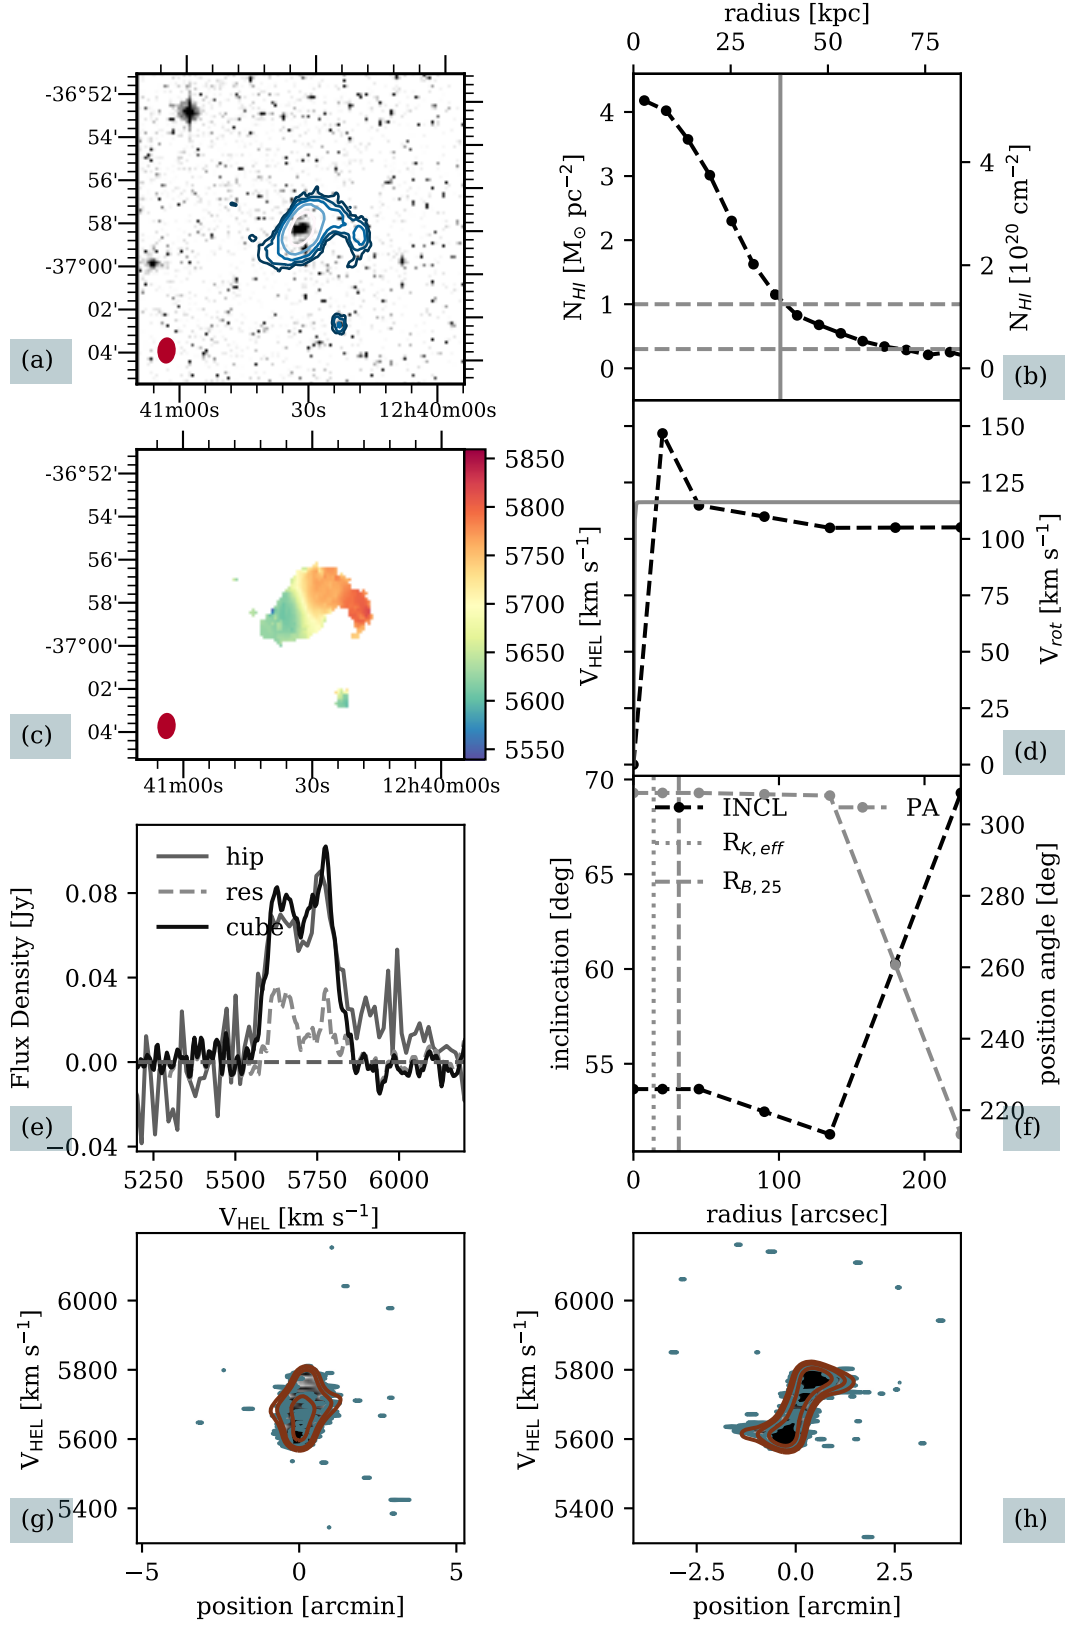 radius [kpc]
0 25 50 75
-36°52'
54'
56'
58'
-37°00'
02'
04'
(a)
41m00s 30s 12h40m00s
4
3
2
1
0
N_HI [M⊙ pc⁻²]
4
2
0
N_HI [10²⁰ cm⁻²]
(b)
-36°52'
54'
56'
58'
-37°00'
02'
04'
(c)
41m00s 30s 12h40m00s
5850
5800
5750
5700
5650
5600
5550
V_HEL [km s⁻¹]
150
125
100
75
50
25
0
V_rot [km s⁻¹]
(d)
hip
res
cube
0.08
0.04
0.00
−0.04
Flux Density [Jy]
(e)
5250 5500 5750 6000
V_HEL [km s⁻¹]
INCL PA
R_K,eff
R_B,25
70
65
60
55
inclincation [deg]
300
280
260
240
220
position angle [deg]
(f)
0 100 200
radius [arcsec]
6000
5800
5600
5400
V_HEL [km s⁻¹]
(g)
−5 0 5
position [arcmin]
6000
5800
5600
5400
V_HEL [km s⁻¹]
(h)
−2.5 0.0 2.5
position [arcmin]